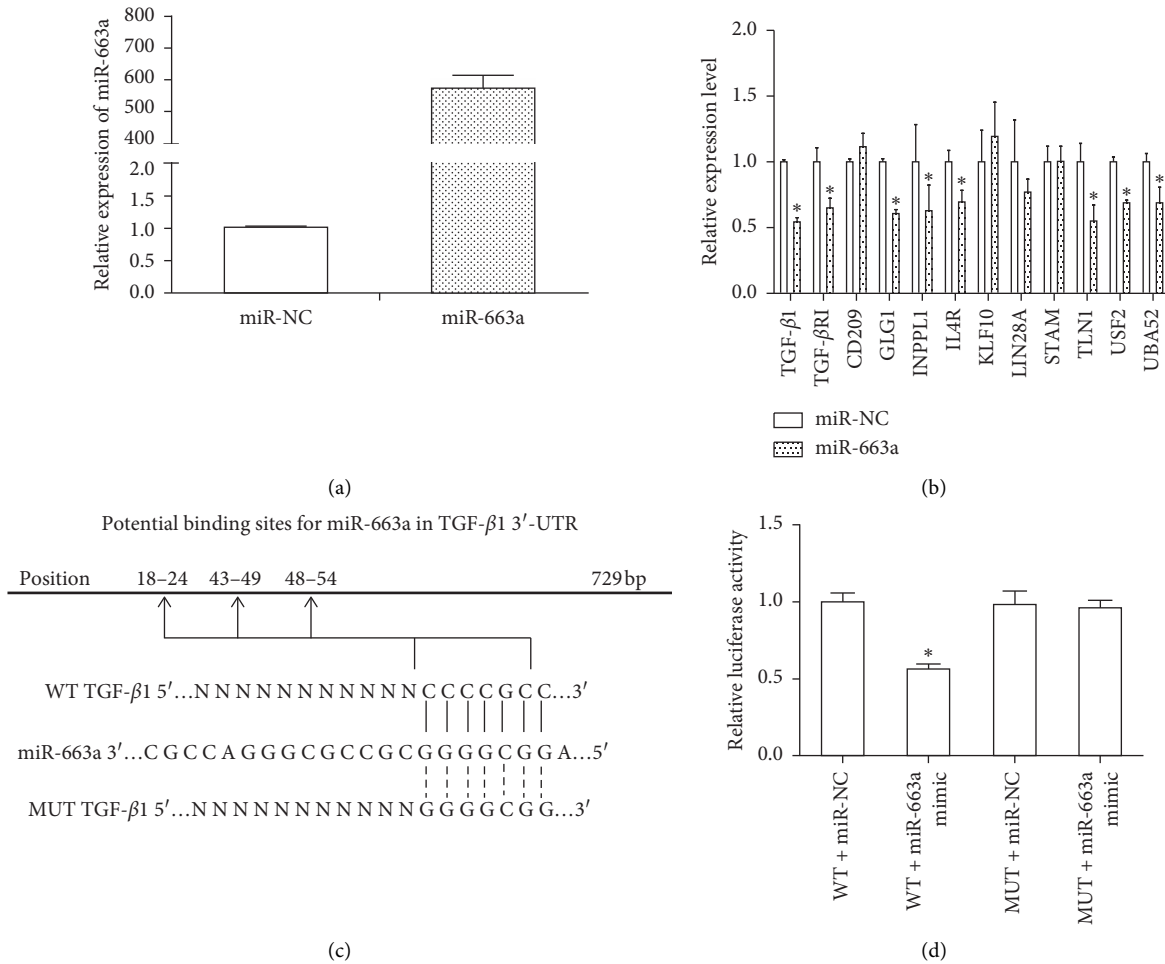 Relative expression of miR-663a
800
700
600
500
400
2.0
1.5
1.0
0.5
0.0
miR-NC
miR-663a
(a)
Relative expression level
2.0
1.5
1.0
0.5
0.0
*
*
*
*
*
*
*
*
TGF-β1
TGF-βRI
CD209
GLG1
INPPL1
IL4R
KLF10
LIN28A
STAM
TLN1
USF2
UBA52
miR-NC
miR-663a
(b)
Potential binding sites for miR-663a in TGF-β1 3′-UTR
Position 18–24 43–49 48–54 729 bp
WT TGF-β1 5′…N N N N N N N N N N N C C C C G C C…3′
miR-663a 3′…C G C C A G G G C G C C G C G G G G C G G A…5′
MUT TGF-β1 5′…N N N N N N N N N N N G G G G C G G…3′
(c)
Relative luciferase activity
1.5
1.0
0.5
0.0
*
WT + miR-NC
WT + miR-663a
mimic
MUT + miR-NC
MUT + miR-663a
mimic
(d)